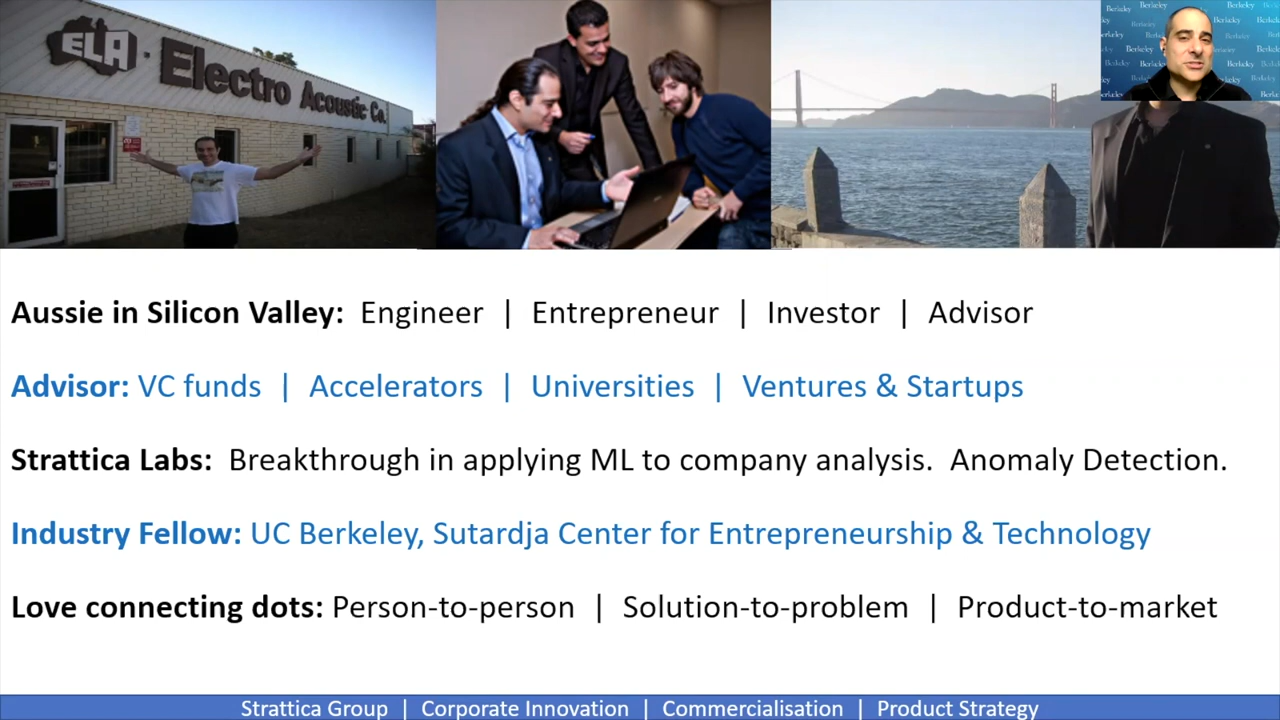 ELA
Electro Acoustic Co.
Berkeley
Aussie in Silicon Valley: Engineer | Entrepreneur | Investor | Advisor
Advisor: VC funds | Accelerators | Universities | Ventures & Startups
Strattica Labs: Breakthrough in applying ML to company analysis. Anomaly Detection.
Industry Fellow: UC Berkeley, Sutardja Center for Entrepreneurship & Technology
Love connecting dots: Person-to-person | Solution-to-problem | Product-to-market
Strattica Group | Corporate Innovation | Commercialisation | Product Strategy